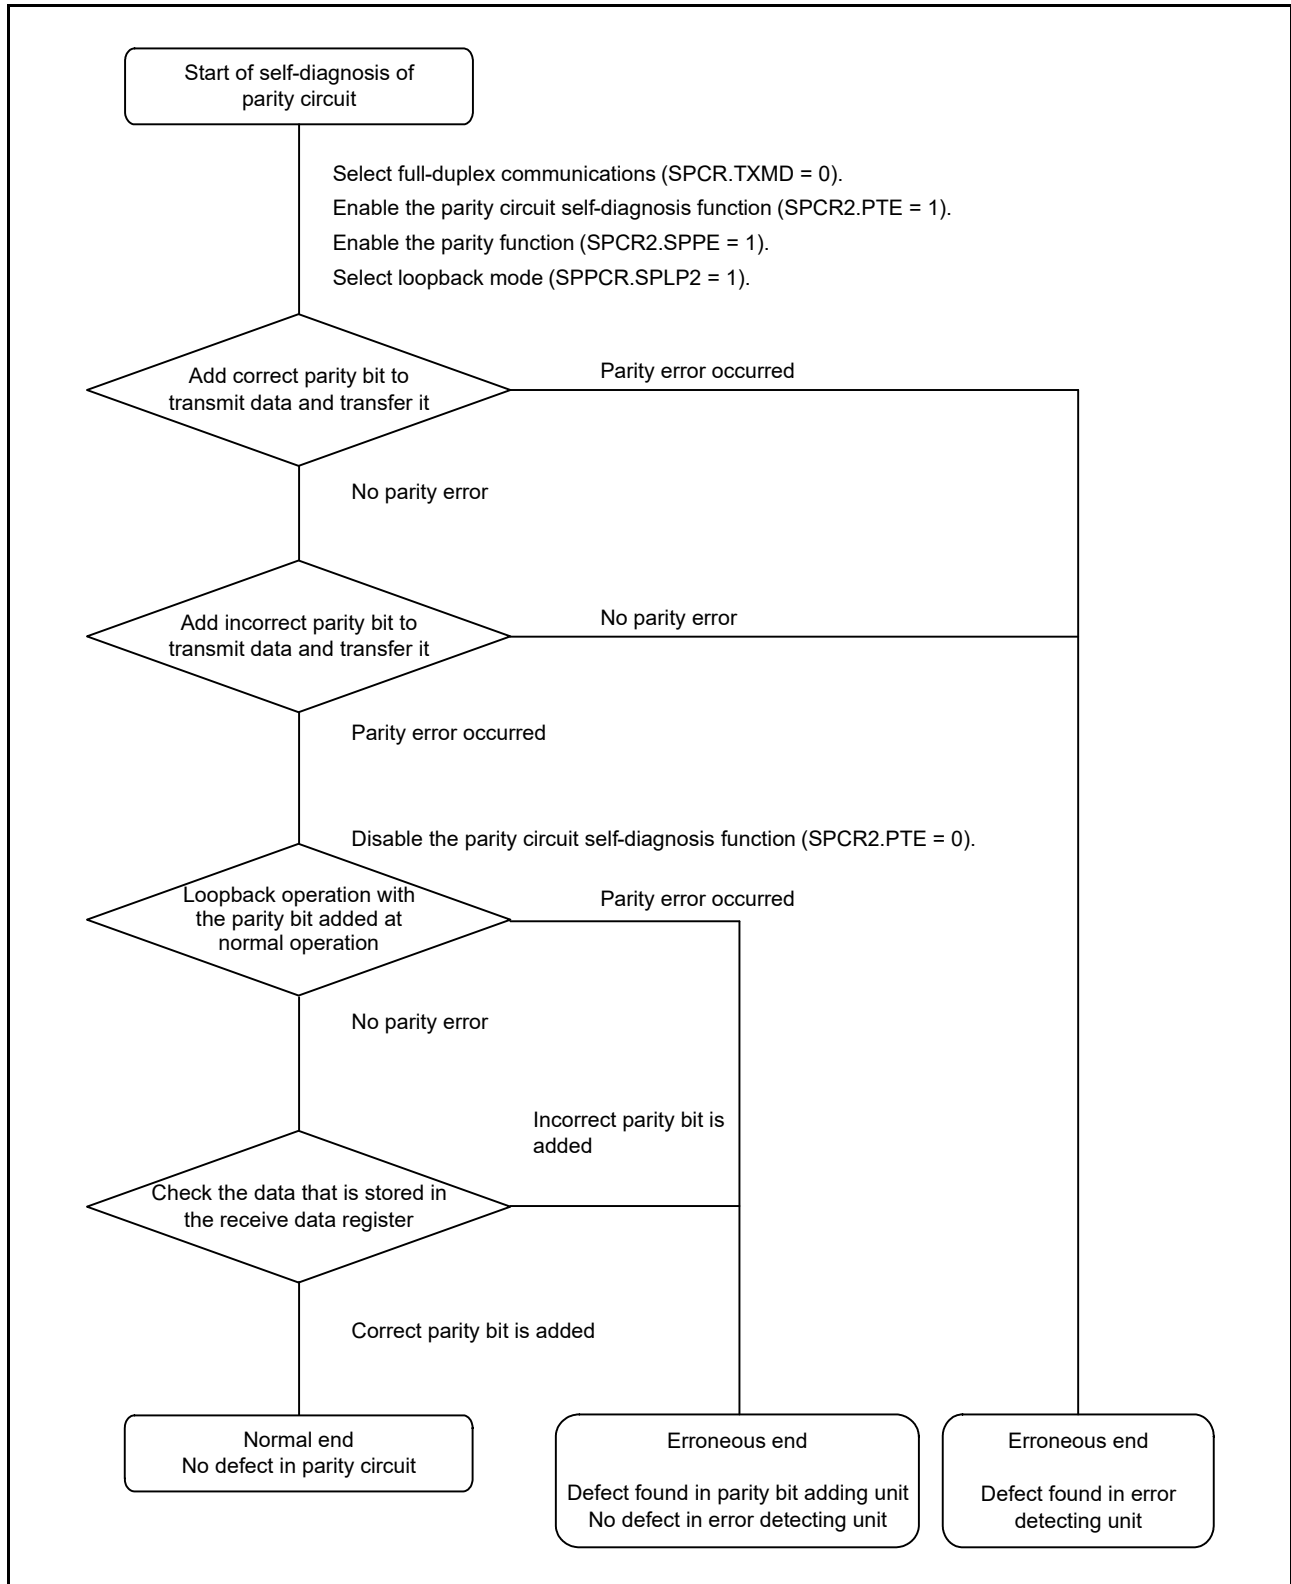 Start of self-diagnosis of
parity circuit
Select full-duplex communications (SPCR.TXMD = 0).
Enable the parity circuit self-diagnosis function (SPCR2.PTE = 1).
Enable the parity function (SPCR2.SPPE = 1).
Select loopback mode (SPPCR.SPLP2 = 1).
Add correct parity bit to
transmit data and transfer it
Parity error occurred
No parity error
Add incorrect parity bit to
transmit data and transfer it
No parity error
Parity error occurred
Disable the parity circuit self-diagnosis function (SPCR2.PTE = 0).
Loopback operation with
the parity bit added at
normal operation
Parity error occurred
No parity error
Incorrect parity bit is
added
Check the data that is stored in
the receive data register
Correct parity bit is added
Normal end
No defect in parity circuit
Erroneous end
Defect found in parity bit adding unit
No defect in error detecting unit
Erroneous end
Defect found in error
detecting unit